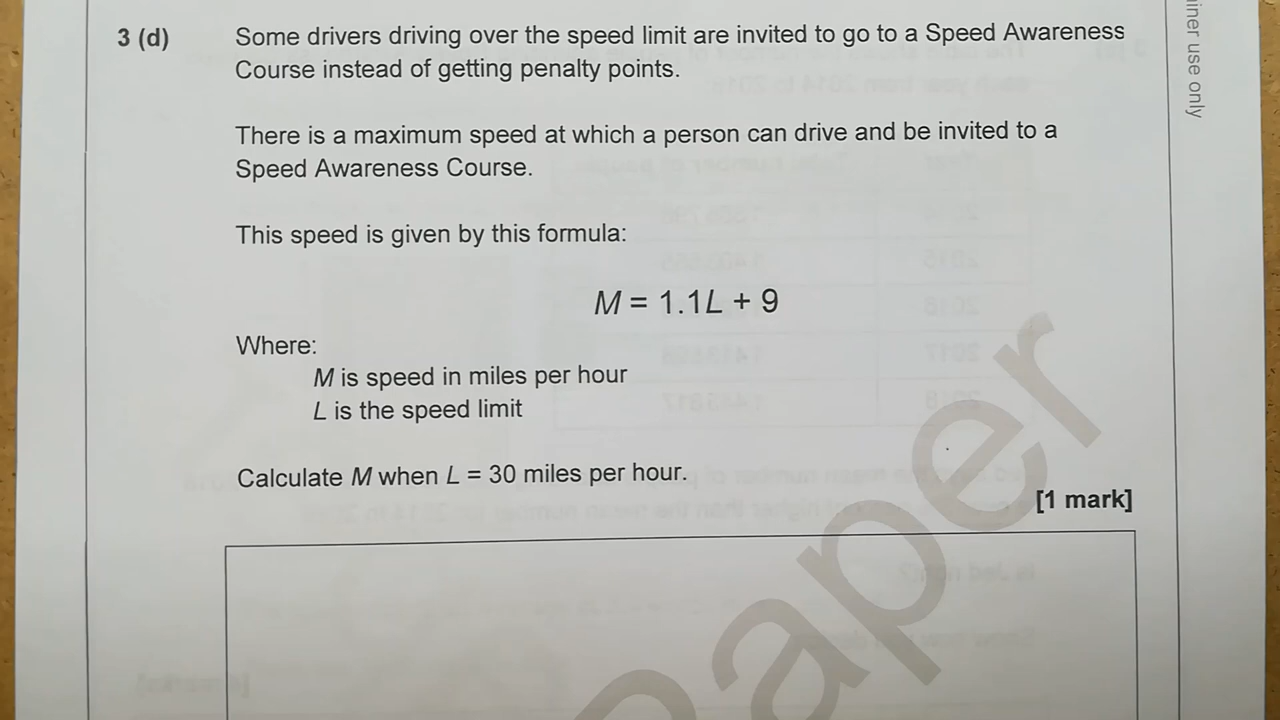 3 (d) Some drivers driving over the speed limit are invited to go to a Speed Awareness
Course instead of getting penalty points.
There is a maximum speed at which a person can drive and be invited to a
Speed Awareness Course.
This speed is given by this formula:
M = 1.1L + 9
Where:
M is speed in miles per hour
L is the speed limit
Calculate M when L = 30 miles per hour.
[1 mark]
Paper
iner use only